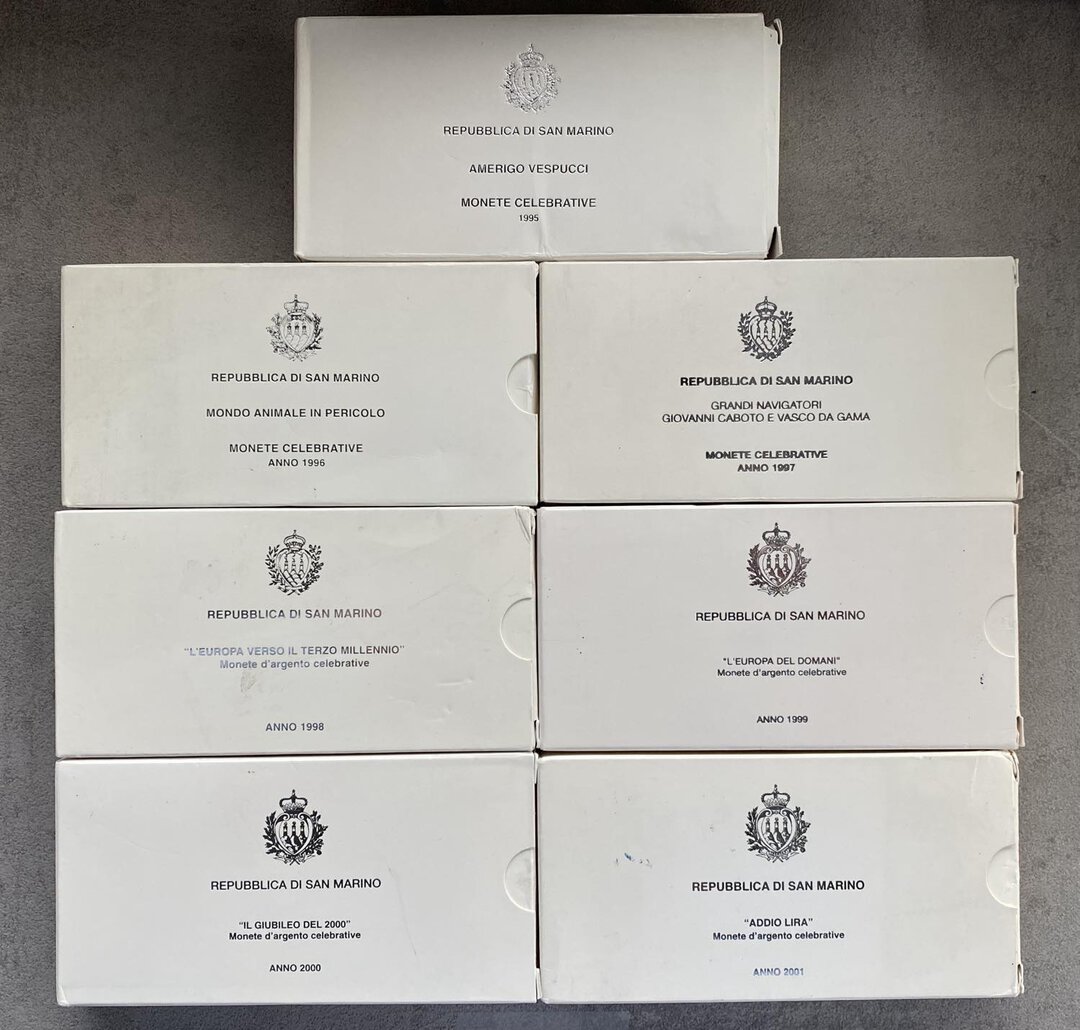 REPUBBLICA DI SAN MARINO
AMERIGO VESPUCCI
MONETE CELEBRATIVE
1995
REPUBBLICA DI SAN MARINO
MONDO ANIMALE IN PERICOLO
MONETE CELEBRATIVE
ANNO 1996
REPUBBLICA DI SAN MARINO
GRANDI NAVIGATORI
GIOVANNI CABOTO E VASCO DA GAMA
MONETE CELEBRATIVE
ANNO 1997
REPUBBLICA DI SAN MARINO
“L'EUROPA VERSO IL TERZO MILLENNIO”
Monete d'argento celebrative
ANNO 1998
REPUBBLICA DI SAN MARINO
"L'EUROPA DEL DOMANI"
Monete d'argento celebrative
ANNO 1999
REPUBBLICA DI SAN MARINO
“IL GIUBILEO DEL 2000”
Monete d'argento celebrative
ANNO 2000
REPUBBLICA DI SAN MARINO
“ADDIO LIRA”
Monete d'argento celebrative
ANNO 2001